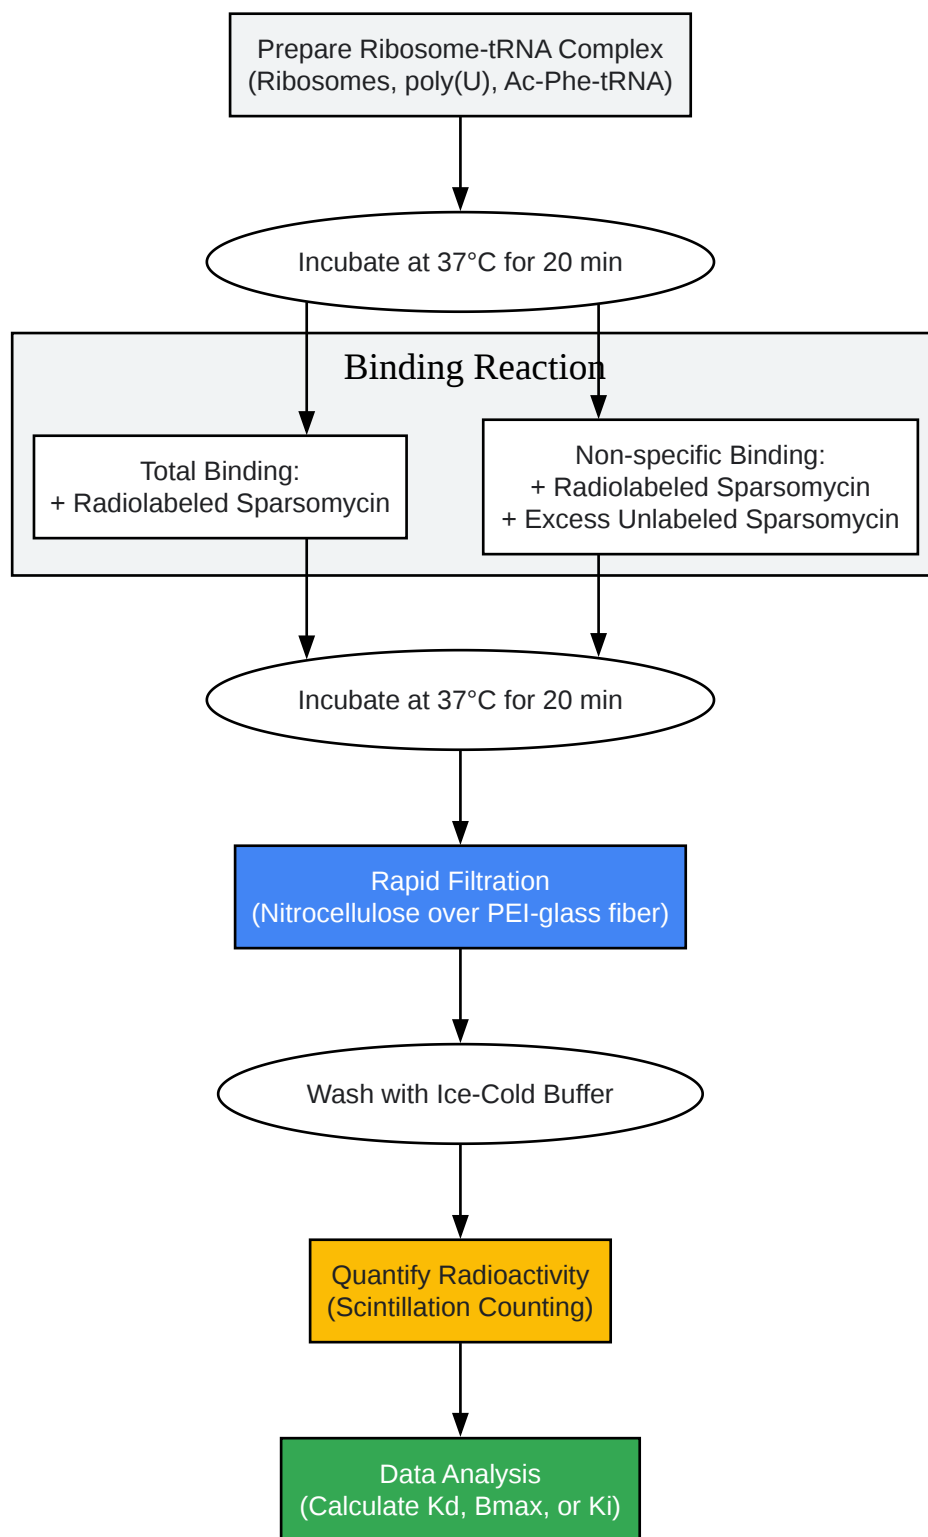 Prepare Ribosome-tRNA Complex
(Ribosomes, poly(U), Ac-Phe-tRNA)
Incubate at 37°C for 20 min
Binding Reaction
Total Binding:
+ Radiolabeled Sparsomycin
Non-specific Binding:
+ Radiolabeled Sparsomycin
+ Excess Unlabeled Sparsomycin
Incubate at 37°C for 20 min
Rapid Filtration
(Nitrocellulose over PEI-glass fiber)
Wash with Ice-Cold Buffer
Quantify Radioactivity
(Scintillation Counting)
Data Analysis
(Calculate Kd, Bmax, or Ki)